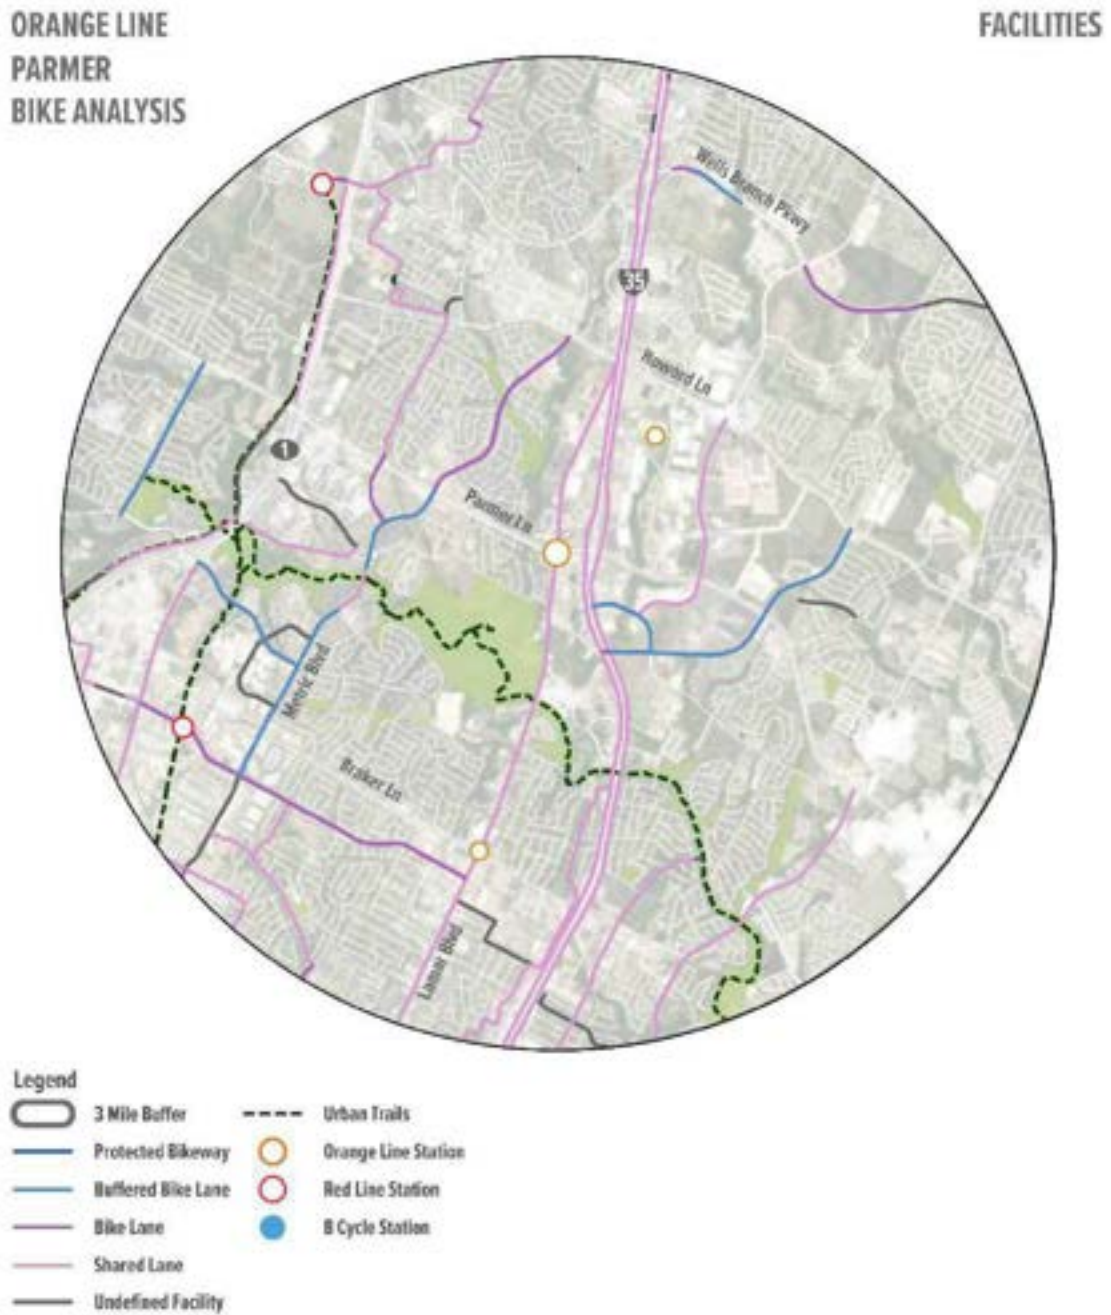 ORANGE LINE
PARMER
BIKE ANALYSIS
FACILITIES
Wells Branch Pkwy
35
Howard Ln
1
Parmer Ln
Metric Blvd
Braker Ln
Lamar Blvd
Legend
3 Mile Buffer
Protected Bikeway
Buffered Bike Lane
Bike Lane
Shared Lane
Undefined Facility
Urban Trails
Orange Line Station
Red Line Station
B Cycle Station